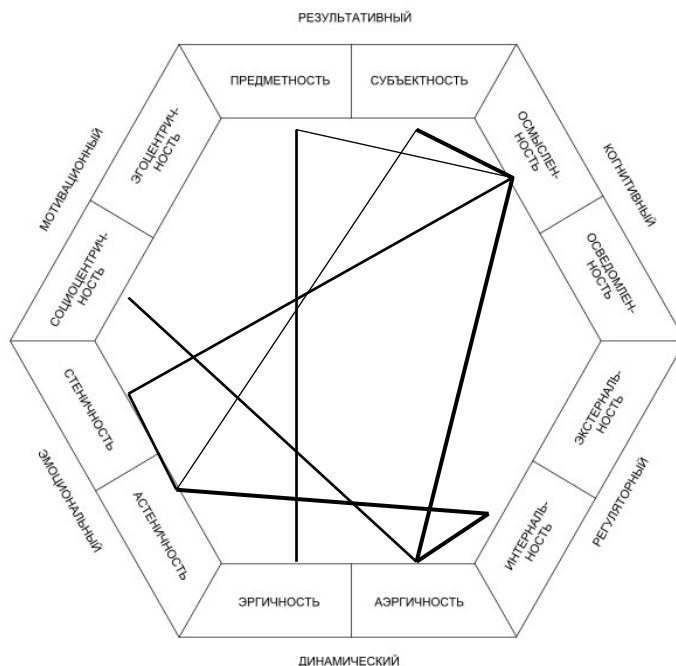 РЕЗУЛЬТАТИВНЫЙ
ПРЕДМЕТНОСТЬ
СУБЪЕКТНОСТЬ
МОТИВАЦИОННЫЙ
ЭГОЦЕНТРИЧ-
НОСТЬ
ОСМЫСЛЕН-
НОСТЬ
КОГНИТИВНЫЙ
СОЦИОЦЕНТРИЧ-
НОСТЬ
ОСВЕДОМЛЕН-
НОСТЬ
СТЕНИЧНОСТЬ
ЭКСТЕРНАЛЬ-
НОСТЬ
ЭМОЦИОНАЛЬНЫЙ
АСТЕНИЧНОСТЬ
ИНТЕРНАЛЬ-
НОСТЬ
РЕГУЛЯТОРНЫЙ
ЭРГИЧНОСТЬ
АЭРГИЧНОСТЬ
ДИНАМИЧЕСКИЙ